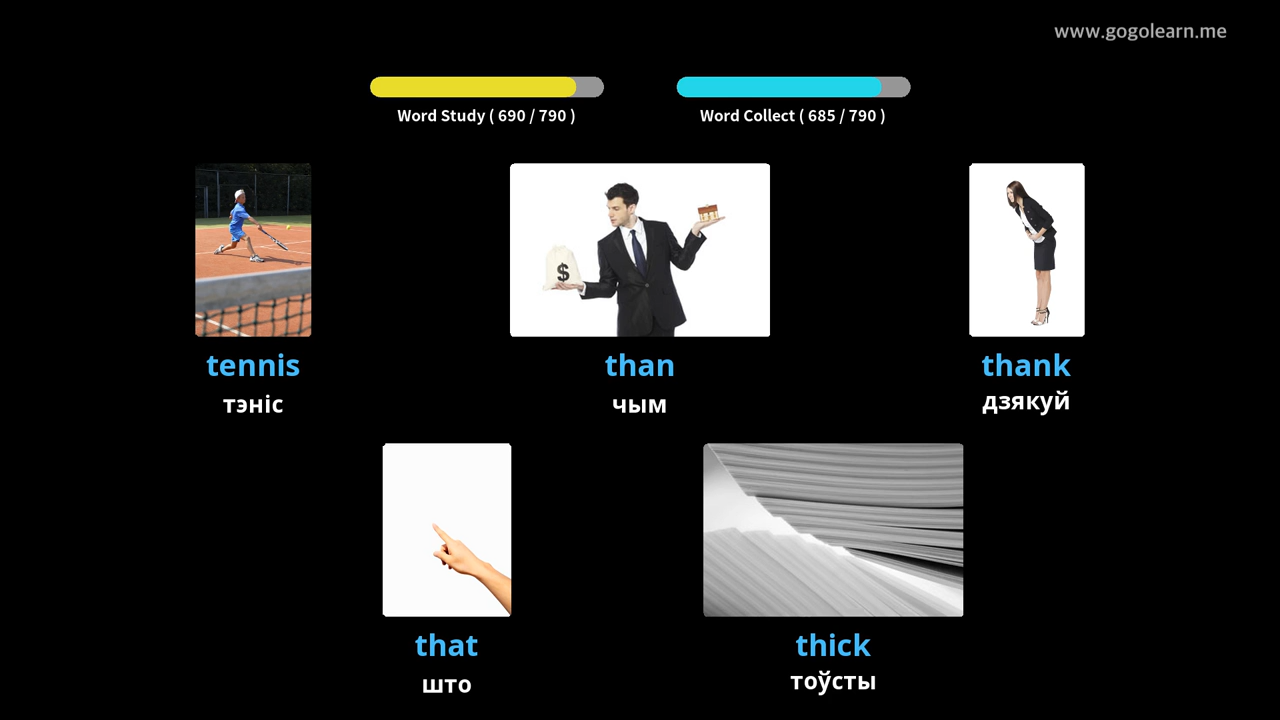 www.gogolearn.me
Word Study ( 690 / 790 )
Word Collect ( 685 / 790 )
$
tennis
тэніс
than
чым
thank
дзякуй
that
што
thick
тоўсты